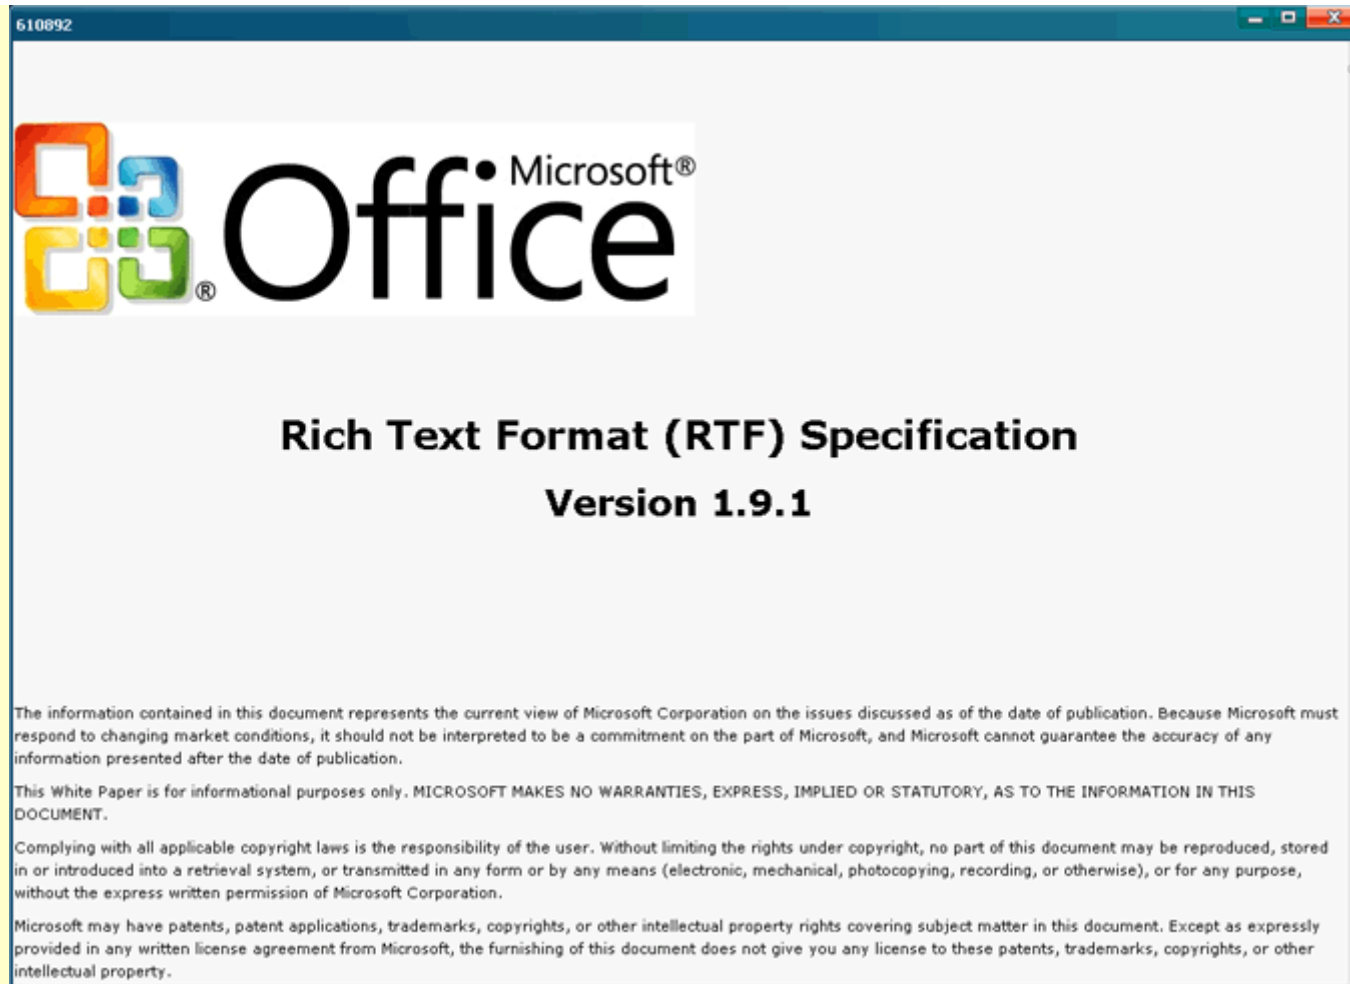 610892
Microsoft®
Office
®
Rich Text Format (RTF) Specification
Version 1.9.1
The information contained in this document represents the current view of Microsoft Corporation on the issues discussed as of the date of publication. Because Microsoft must
respond to changing market conditions, it should not be interpreted to be a commitment on the part of Microsoft, and Microsoft cannot guarantee the accuracy of any
information presented after the date of publication.
This White Paper is for informational purposes only. MICROSOFT MAKES NO WARRANTIES, EXPRESS, IMPLIED OR STATUTORY, AS TO THE INFORMATION IN THIS
DOCUMENT.
Complying with all applicable copyright laws is the responsibility of the user. Without limiting the rights under copyright, no part of this document may be reproduced, stored
in or introduced into a retrieval system, or transmitted in any form or by any means (electronic, mechanical, photocopying, recording, or otherwise), or for any purpose,
without the express written permission of Microsoft Corporation.
Microsoft may have patents, patent applications, trademarks, copyrights, or other intellectual property rights covering subject matter in this document. Except as expressly
provided in any written license agreement from Microsoft, the furnishing of this document does not give you any license to these patents, trademarks, copyrights, or other
intellectual property.